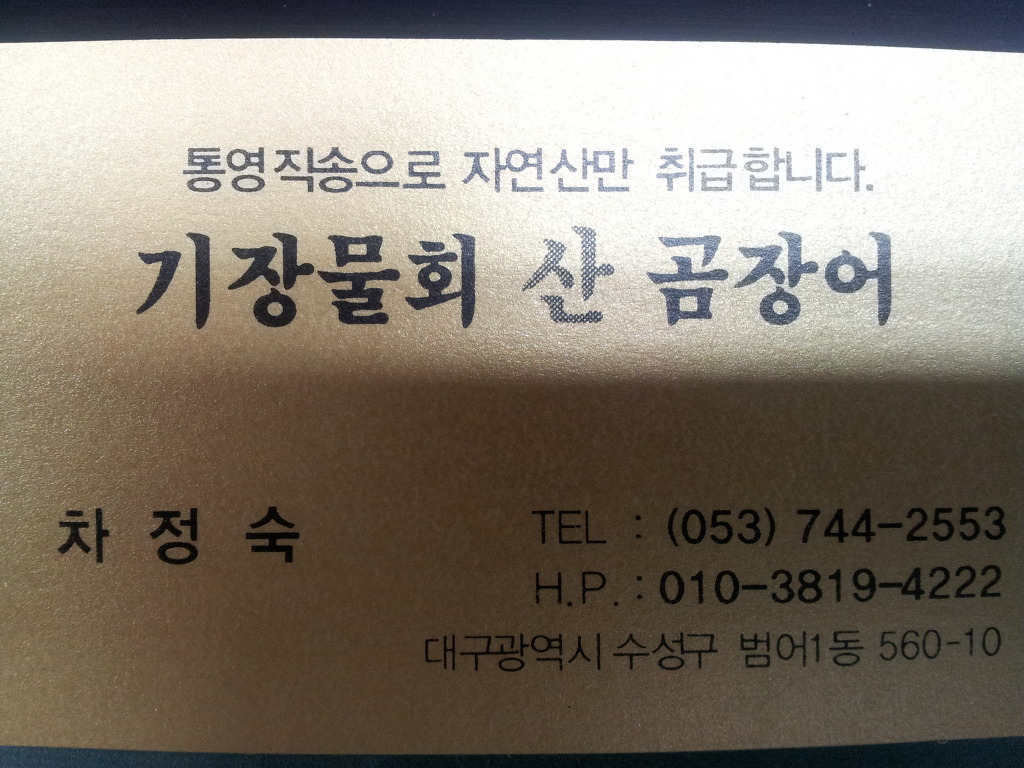 통영직송으로 자연산만 취급합니다.
기장물회 산 곰장어
차 정 숙
TEL : (053) 744-2553
H.P. : 010-3819-4222
대구광역시 수성구 범어1동 560-10